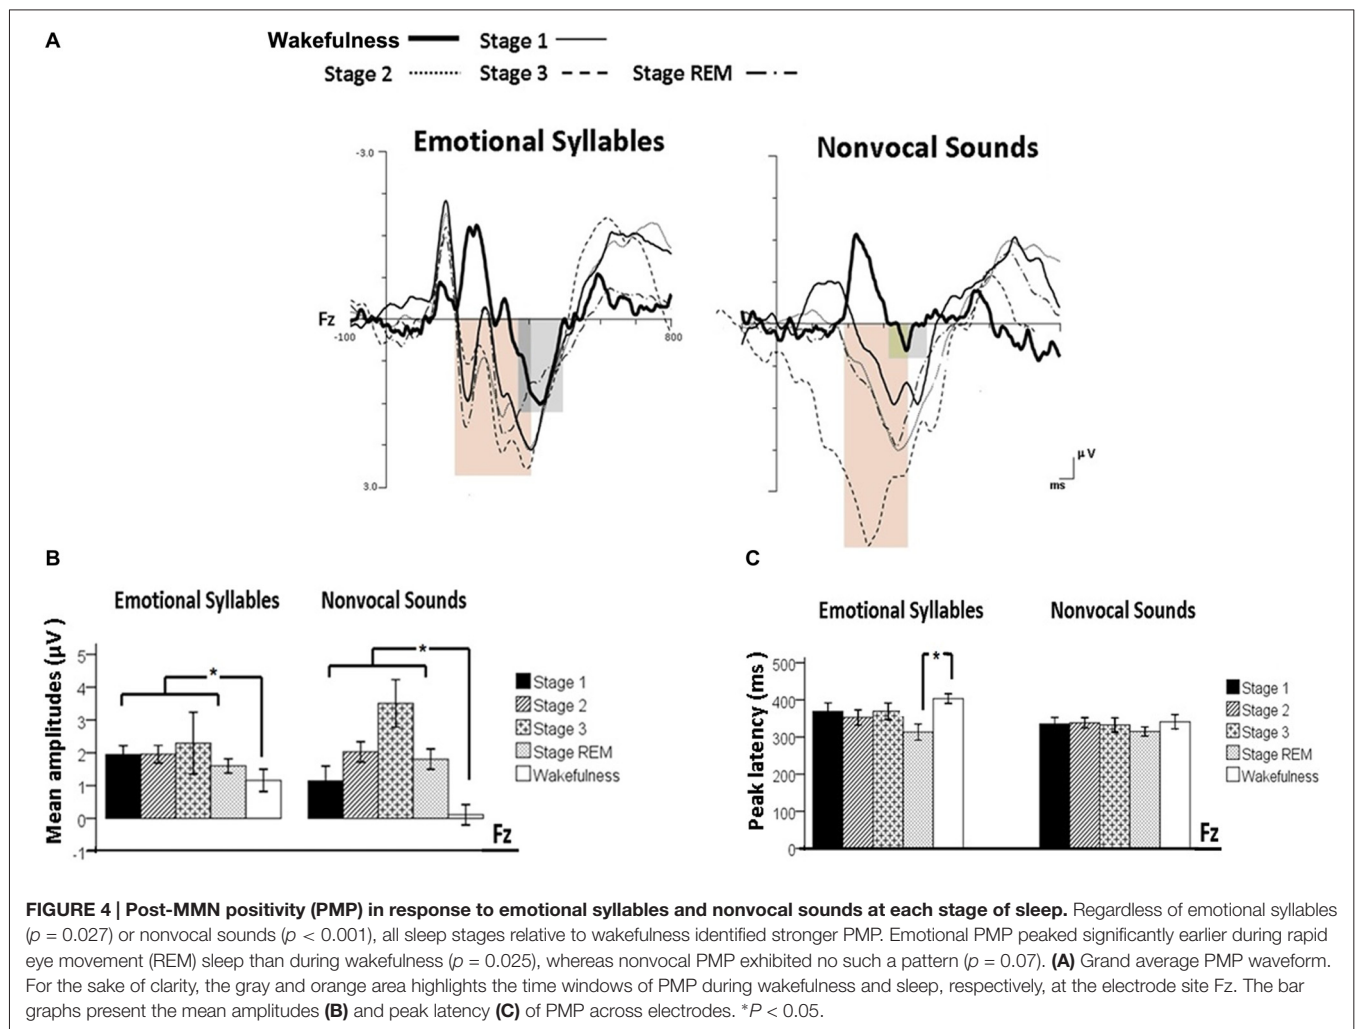 A
Wakefulness Stage 1
Stage 2 Stage 3 Stage REM
Emotional Syllables
Nonvocal Sounds
-3.0
Fz
-100
800
3.0
μV
ms
B
Emotional Syllables Nonvocal Sounds
Mean amplitudes (μV)
5
4
3
2
1
0
-1
*
*
Stage 1
Stage 2
Stage 3
Stage REM
Wakefulness
Fz
C
Emotional Syllables Nonvocal Sounds
Peak latency (ms)
500
400
300
200
100
0
*
Stage 1
Stage 2
Stage 3
Stage REM
Wakefulness
Fz
FIGURE 4 | Post-MMN positivity (PMP) in response to emotional syllables and nonvocal sounds at each stage of sleep. Regardless of emotional syllables
(p = 0.027) or nonvocal sounds (p < 0.001), all sleep stages relative to wakefulness identified stronger PMP. Emotional PMP peaked significantly earlier during rapid
eye movement (REM) sleep than during wakefulness (p = 0.025), whereas nonvocal PMP exhibited no such a pattern (p = 0.07). (A) Grand average PMP waveform.
For the sake of clarity, the gray and orange area highlights the time windows of PMP during wakefulness and sleep, respectively, at the electrode site Fz. The bar
graphs present the mean amplitudes (B) and peak latency (C) of PMP across electrodes. *P < 0.05.